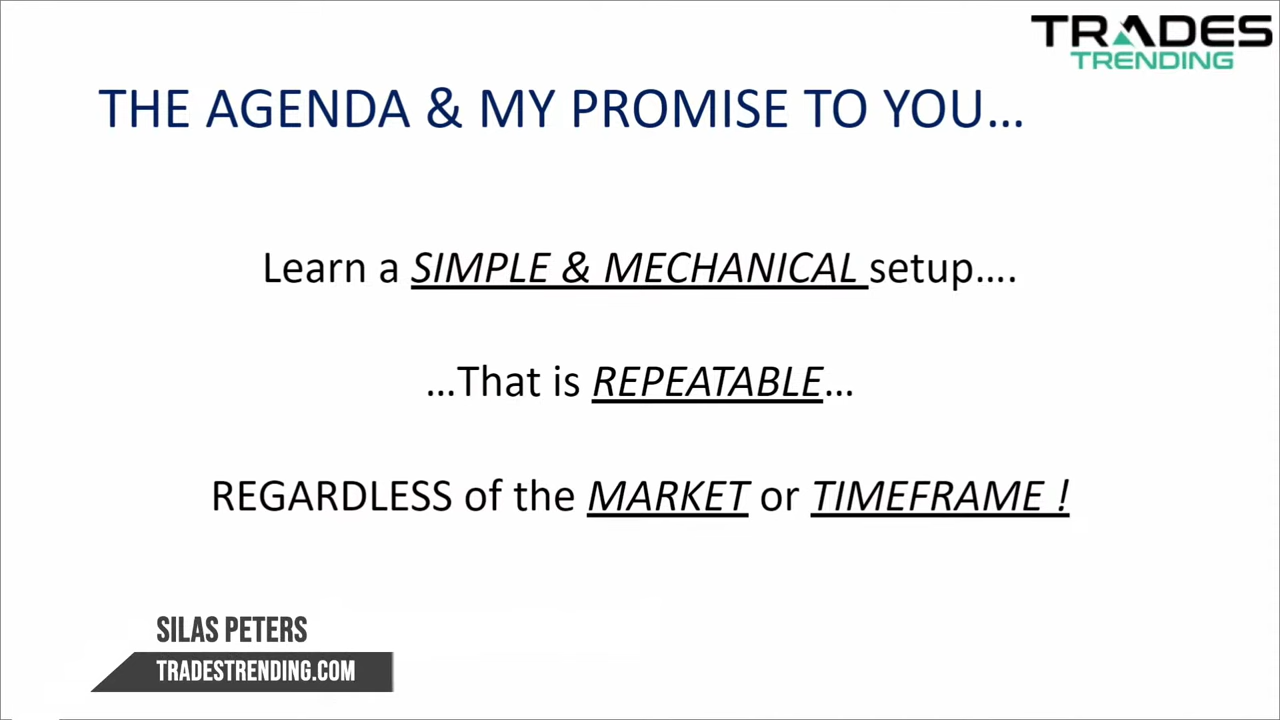 TRADES
TRENDING
THE AGENDA & MY PROMISE TO YOU...
Learn a SIMPLE & MECHANICAL setup....
...That is REPEATABLE...
REGARDLESS of the MARKET or TIMEFRAME !
SILAS PETERS
TRADESTRENDING.COM